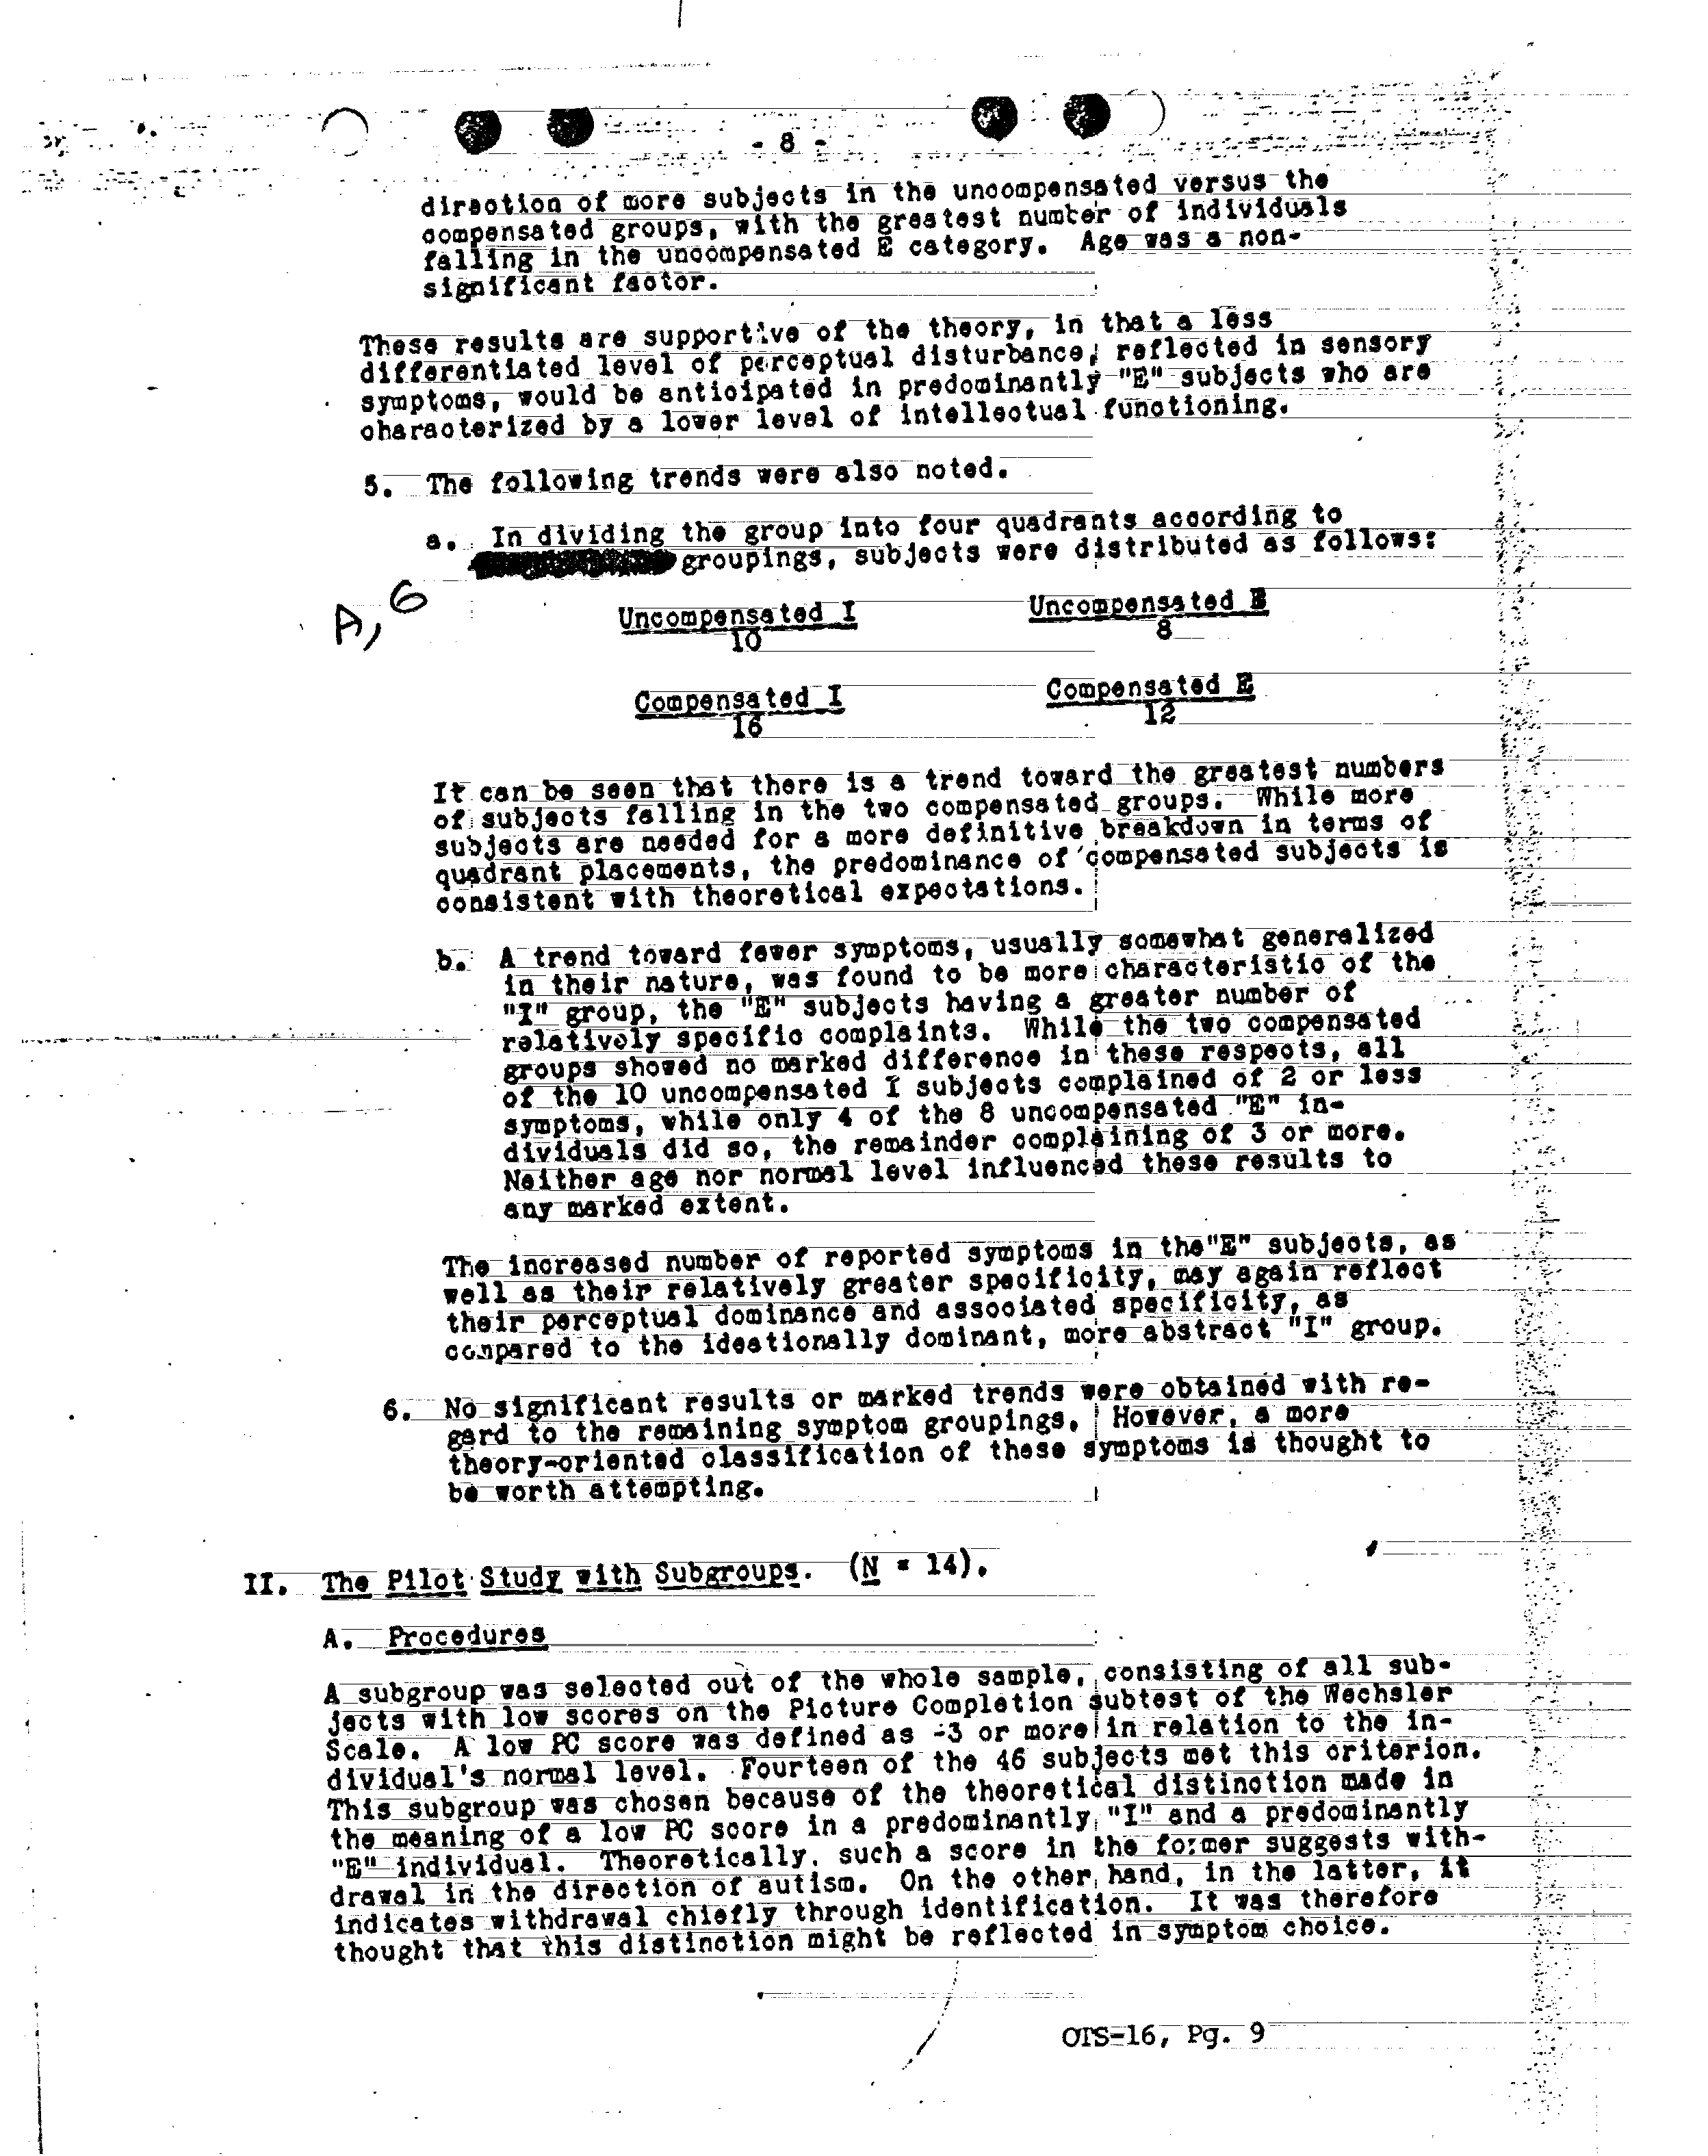 - 8 -
direction of more subjects in the uncompensated versus the
compensated groups, with the greatest number of individuals
falling in the uncompensated E category. Age was a non-
significant factor.
These results are supportive of the theory, in that a less
differentiated level of perceptual disturbance, reflected in sensory
symptoms, would be anticipated in predominantly "E" subjects who are
characterized by a lower level of intellectual functioning.
5. The following trends were also noted.
a. In dividing the group into four quadrants according to
groupings, subjects were distributed as follows:
A, 6
Uncompensated I Uncompensated E
10 8
Compensated I Compensated E
16 12
It can be seen that there is a trend toward the greatest numbers
of subjects falling in the two compensated groups. While more
subjects are needed for a more definitive breakdown in terms of
quadrant placements, the predominance of compensated subjects is
consistent with theoretical expectations.
b. A trend toward fewer symptoms, usually somewhat generalized
in their nature, was found to be more characteristic of the
"I" group, the "E" subjects having a greater number of
relatively specific complaints. While the two compensated
groups showed no marked difference in these respects, all
of the 10 uncompensated I subjects complained of 2 or less
symptoms, while only 4 of the 8 uncompensated "E" in-
dividuals did so, the remainder complaining of 3 or more.
Neither age nor normal level influenced these results to
any marked extent.
The increased number of reported symptoms in the"E" subjects, as
well as their relatively greater specificity, may again reflect
their perceptual dominance and associated specificity, as
compared to the ideationally dominant, more abstract "I" group.
6. No significant results or marked trends were obtained with re-
gard to the remaining symptom groupings. However, a more
theory-oriented classification of these symptoms is thought to
be worth attempting.
II. The Pilot Study with Subgroups. (N = 14).
A. Procedures
A subgroup was selected out of the whole sample, consisting of all sub-
jects with low scores on the Picture Completion subtest of the Wechsler
Scale. A low PC score was defined as -3 or more in relation to the in-
dividual's normal level. Fourteen of the 46 subjects met this criterion.
This subgroup was chosen because of the theoretical distinction made in
the meaning of a low PC score in a predominantly "I" and a predominantly
"E" individual. Theoretically, such a score in the former suggests with-
drawal in the direction of autism. On the other hand, in the latter, it
indicates withdrawal chiefly through identification. It was therefore
thought that this distinction might be reflected in symptom choice.
OTS-16, Pg. 9